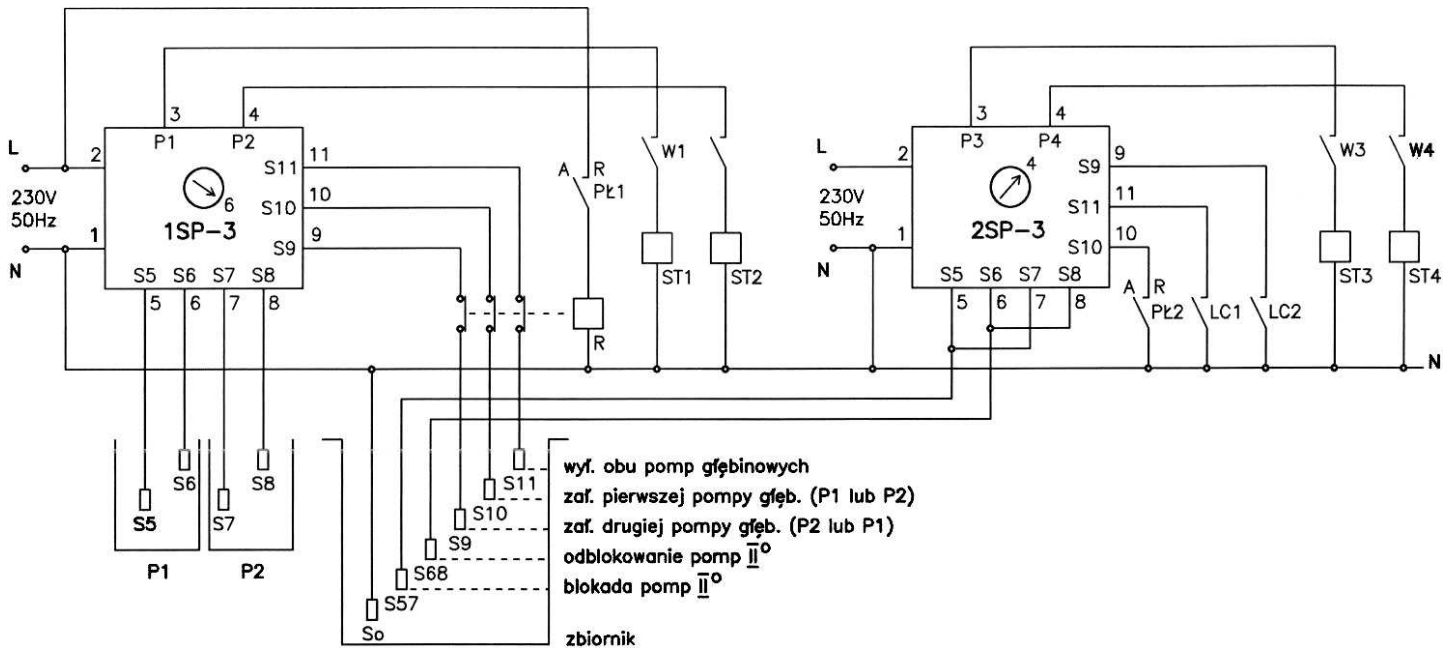 L
230V
50Hz
N
2
1
3
4
P1
P2
6
1SP-3
S11
S10
S9
11
10
9
S5
S6
S7
S8
5
6
7
8
A
R
PŁ1
R
W1
ST1
ST2
L
230V
50Hz
N
2
1
3
4
P3
P4
4
2SP-3
S9
S11
S10
9
11
10
S5
S6
S7
S8
5
6
7
8
A
R
PŁ2
LC1
LC2
W3
W4
ST3
ST4
N
S5
S6
S7
S8
P1
P2
S11
S10
S9
S68
S57
So
wył. obu pomp głębinowych
zał. pierwszej pompy głęb. (P1 lub P2)
zał. drugiej pompy głęb. (P2 lub P1)
odblokowanie pomp II°
blokada pomp II°
zbiornik